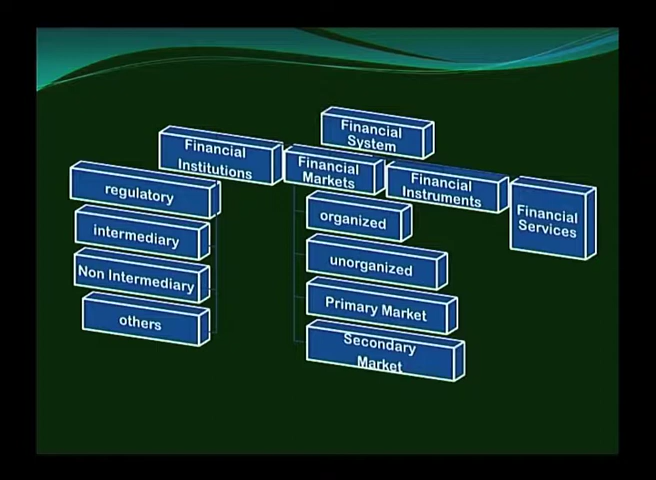 Financial
System
Financial
Institutions
Financial
Markets
Financial
Instruments
Financial
Services
regulatory
intermediary
Non Intermediary
others
organized
unorganized
Primary Market
Secondary
Market